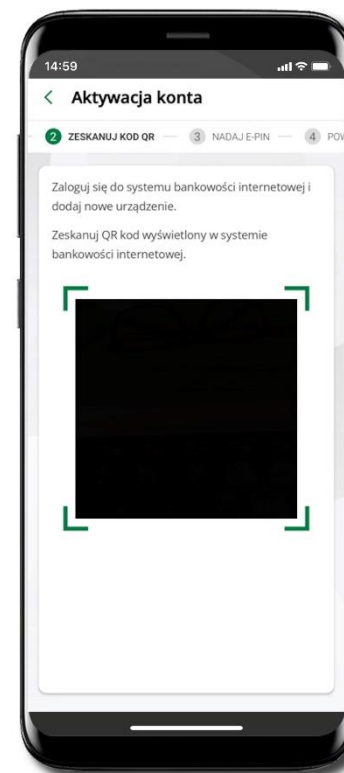 14:59
Aktywacja konta
2 ZESKANUJ KOD QR 3 NADAJ E-PIN 4 POW
Zaloguj się do systemu bankowości internetowej i
dodaj nowe urządzenie.
Zeskanuj QR kod wyświetlony w systemie
bankowości internetowej.